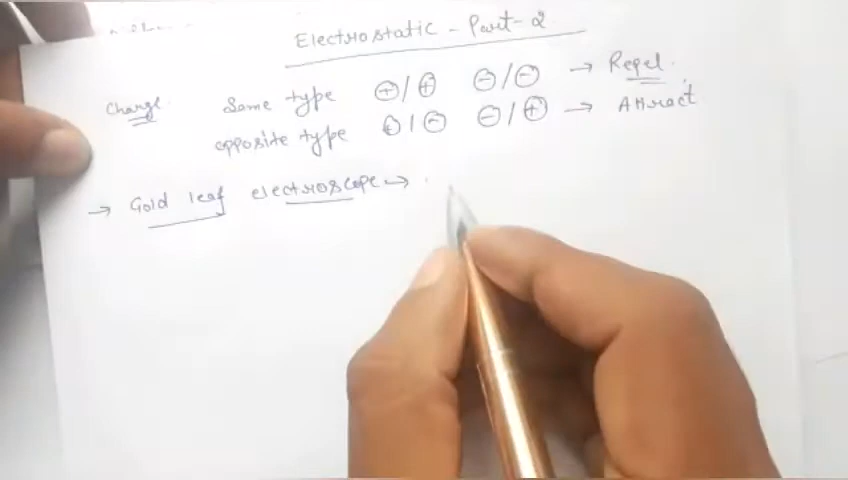 Electrostatic - Part-2
Charge. Same type ⊕/⊕ ⊖/⊖ → Repel.
opposite type ⊕/⊖ ⊖/⊕ → Attract
→ Gold leaf electroscope →